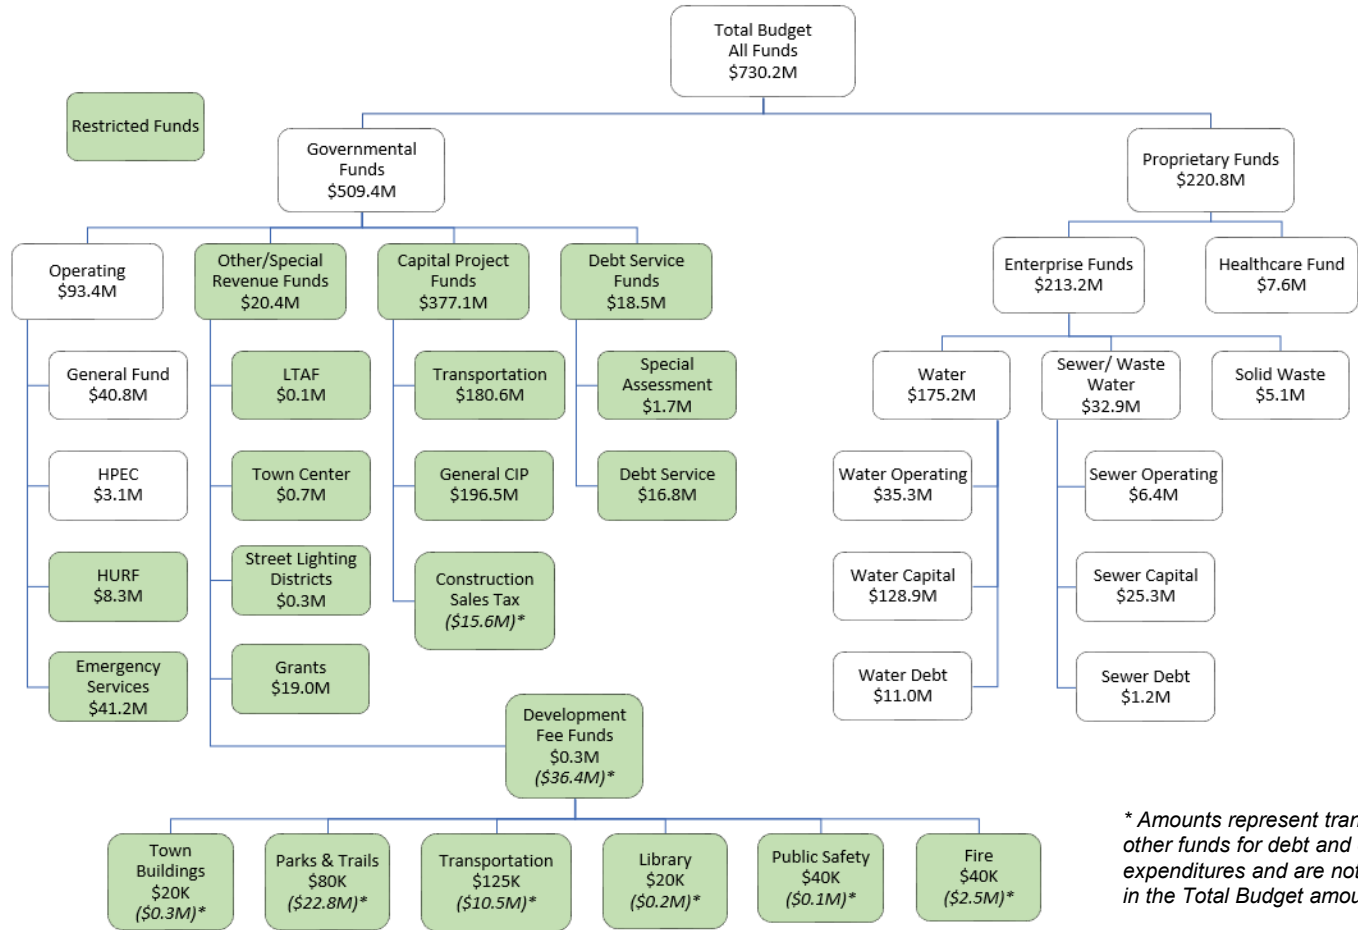 Total Budget
All Funds
$730.2M
Restricted Funds
Governmental
Funds
$509.4M
Proprietary Funds
$220.8M
Operating
$93.4M
Other/Special
Revenue Funds
$20.4M
Capital Project
Funds
$377.1M
Debt Service
Funds
$18.5M
Enterprise Funds
$213.2M
Healthcare Fund
$7.6M
General Fund
$40.8M
LTAF
$0.1M
Transportation
$180.6M
Special
Assessment
$1.7M
Water
$175.2M
Sewer/ Waste
Water
$32.9M
Solid Waste
$5.1M
HPEC
$3.1M
Town Center
$0.7M
General CIP
$196.5M
Debt Service
$16.8M
Water Operating
$35.3M
Sewer Operating
$6.4M
HURF
$8.3M
Street Lighting
Districts
$0.3M
Construction
Sales Tax
($15.6M)*
Water Capital
$128.9M
Sewer Capital
$25.3M
Emergency
Services
$41.2M
Grants
$19.0M
Water Debt
$11.0M
Sewer Debt
$1.2M
Development
Fee Funds
$0.3M
($36.4M)*
Town
Buildings
$20K
($0.3M)*
Parks & Trails
$80K
($22.8M)*
Transportation
$125K
($10.5M)*
Library
$20K
($0.2M)*
Public Safety
$40K
($0.1M)*
Fire
$40K
($2.5M)*
* Amounts represent tran
other funds for debt and
expenditures and are not
in the Total Budget amou